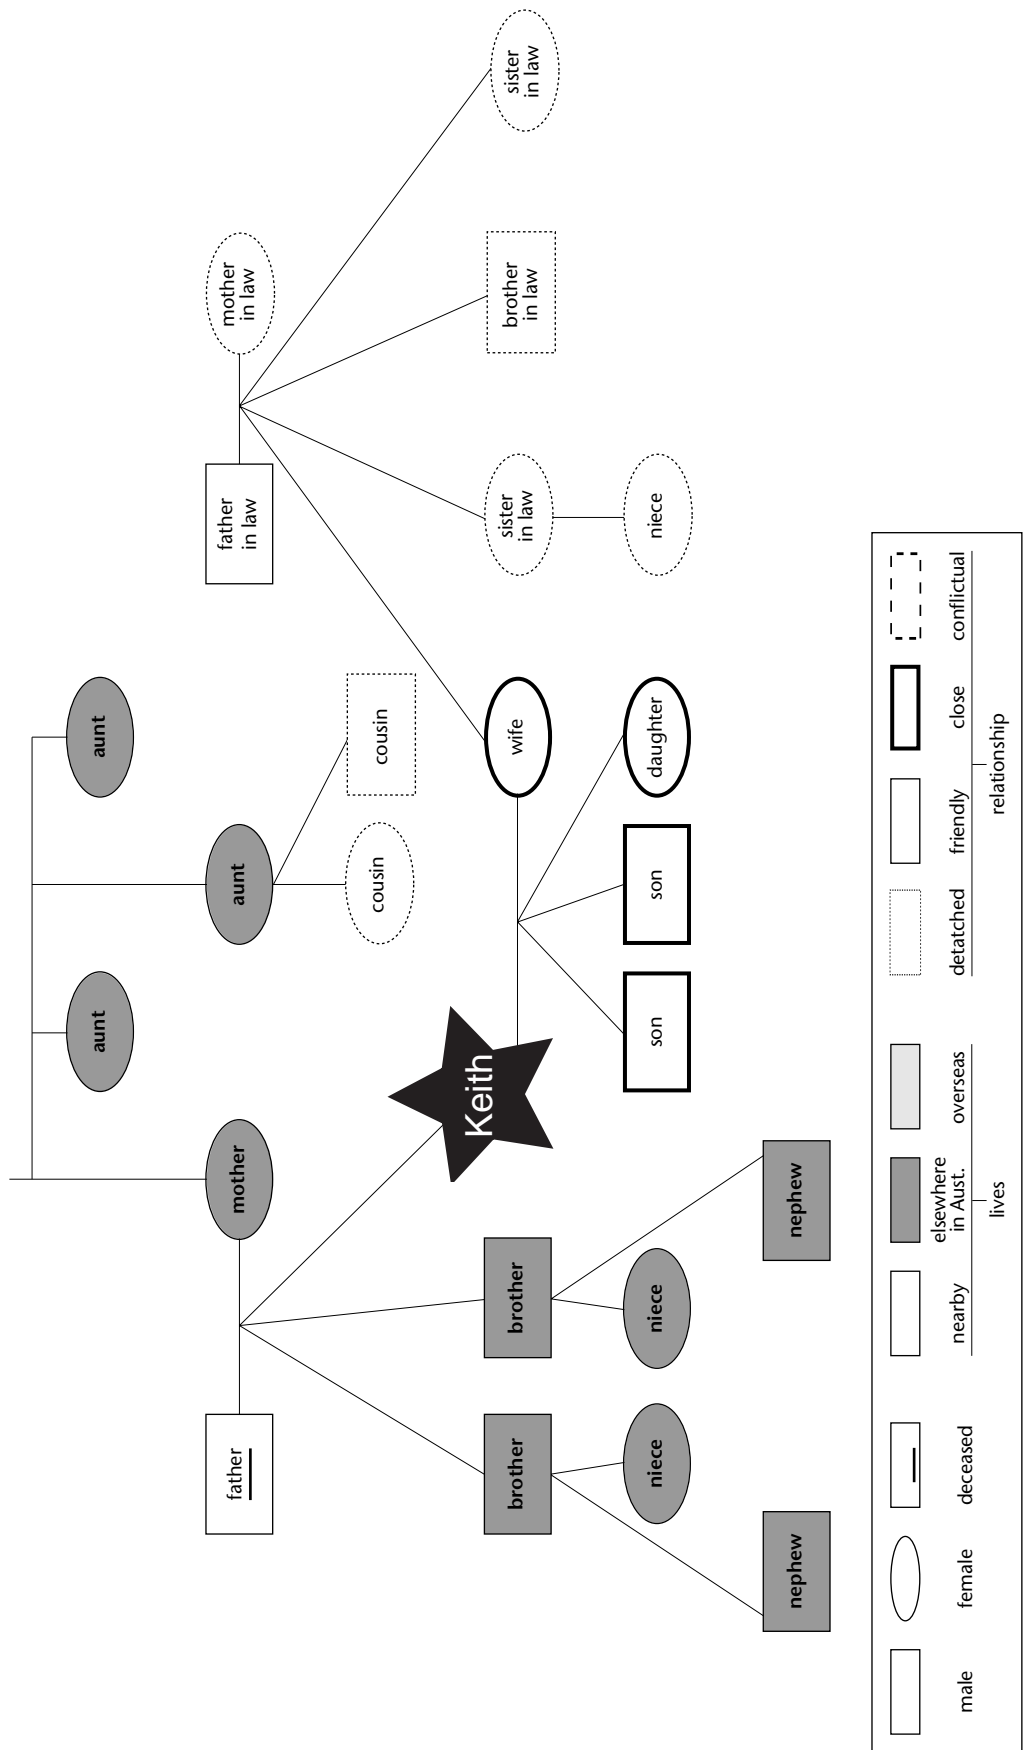 aunt
aunt
father
mother
aunt
father
in law
mother
in law
cousin
cousin
brother
brother
Keith
wife
sister
in law
brother
in law
sister
in law
niece
niece
son
son
daughter
niece
nephew
nephew
male
female
deceased
nearby
elsewhere
in Aust.
overseas
lives
detatched
friendly
close
conflictual
relationship